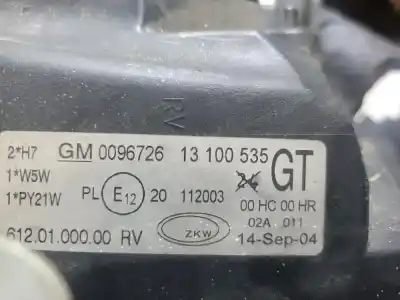 RV
2*H7 GM 0096726 13 100 535 GT
1*W5W
1*PY21W PL E12 20 112003 00 HC 00 HR
02A 011
612.01.000.00 RV ZKW 14-Sep-04